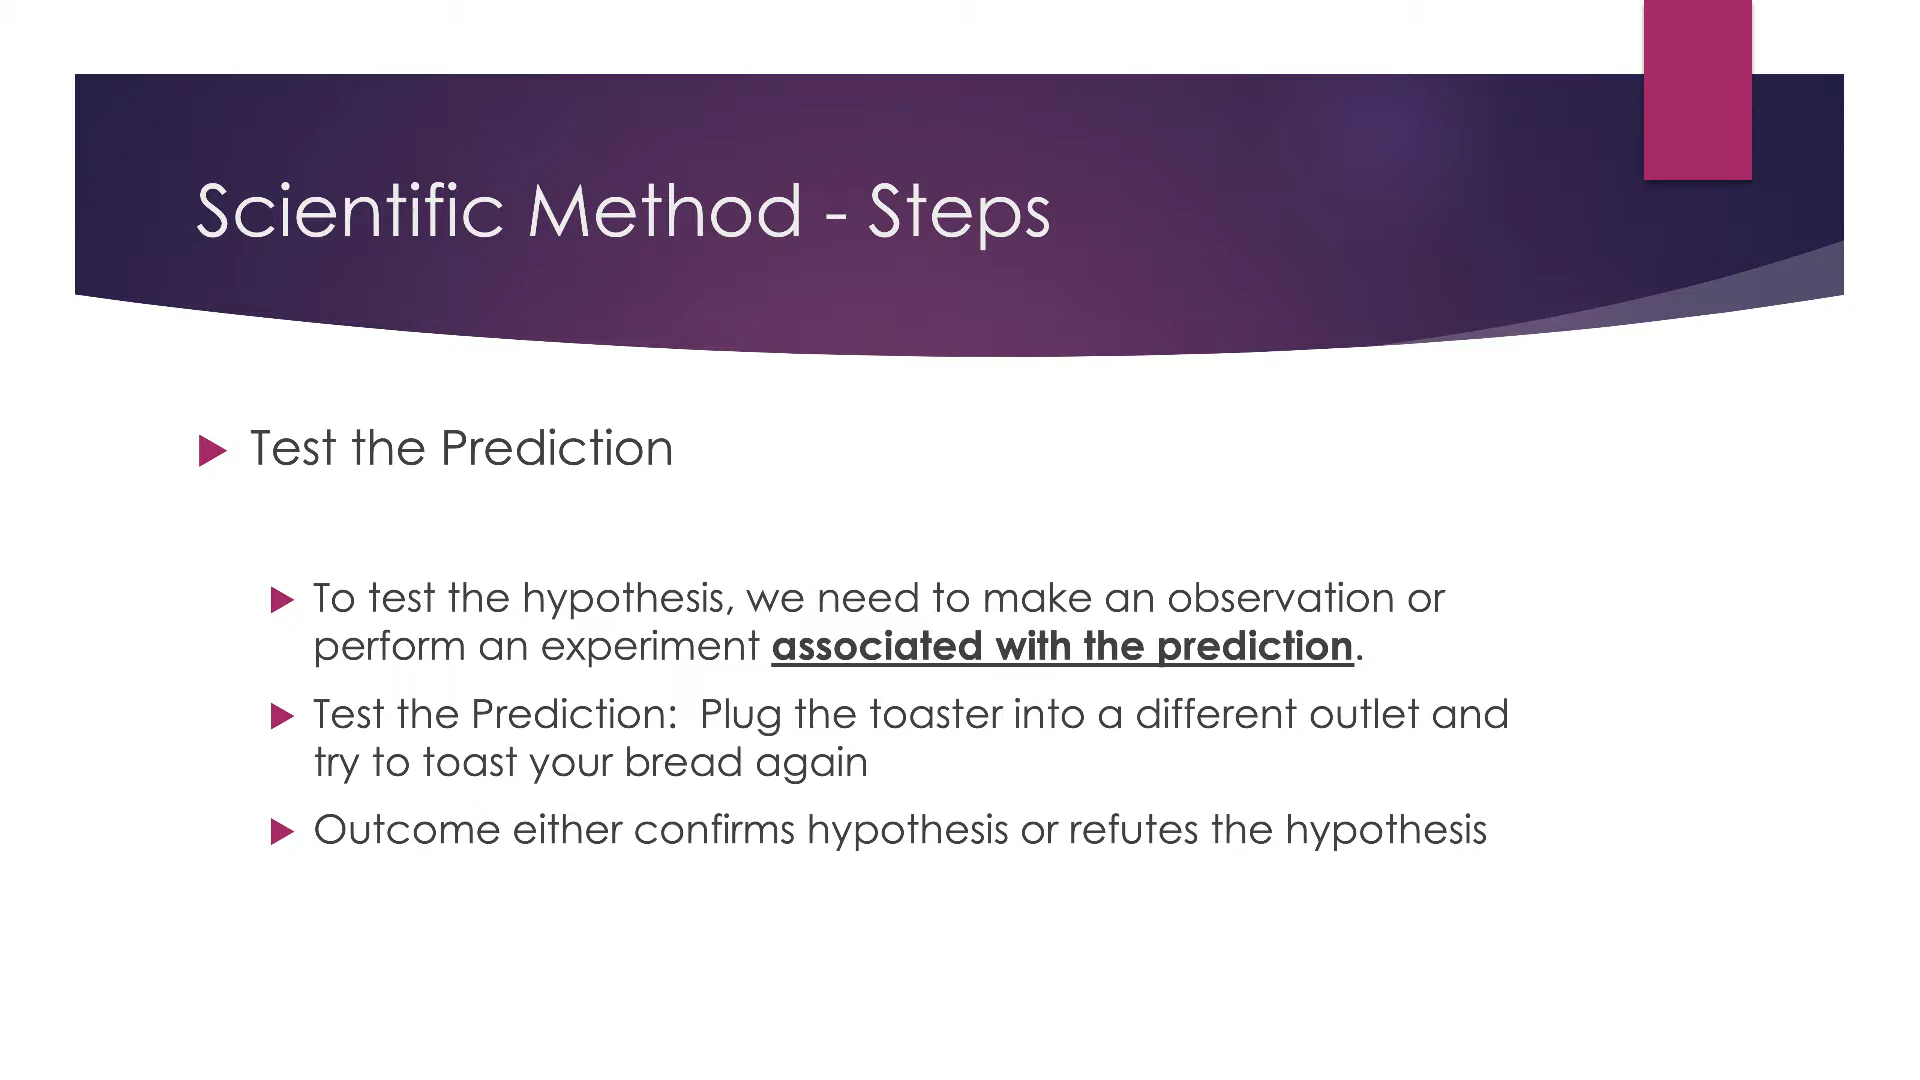 Scientific Method - Steps
Test the Prediction
To test the hypothesis, we need to make an observation or
perform an experiment associated with the prediction.
Test the Prediction:  Plug the toaster into a different outlet and
try to toast your bread again
Outcome either confirms hypothesis or refutes the hypothesis